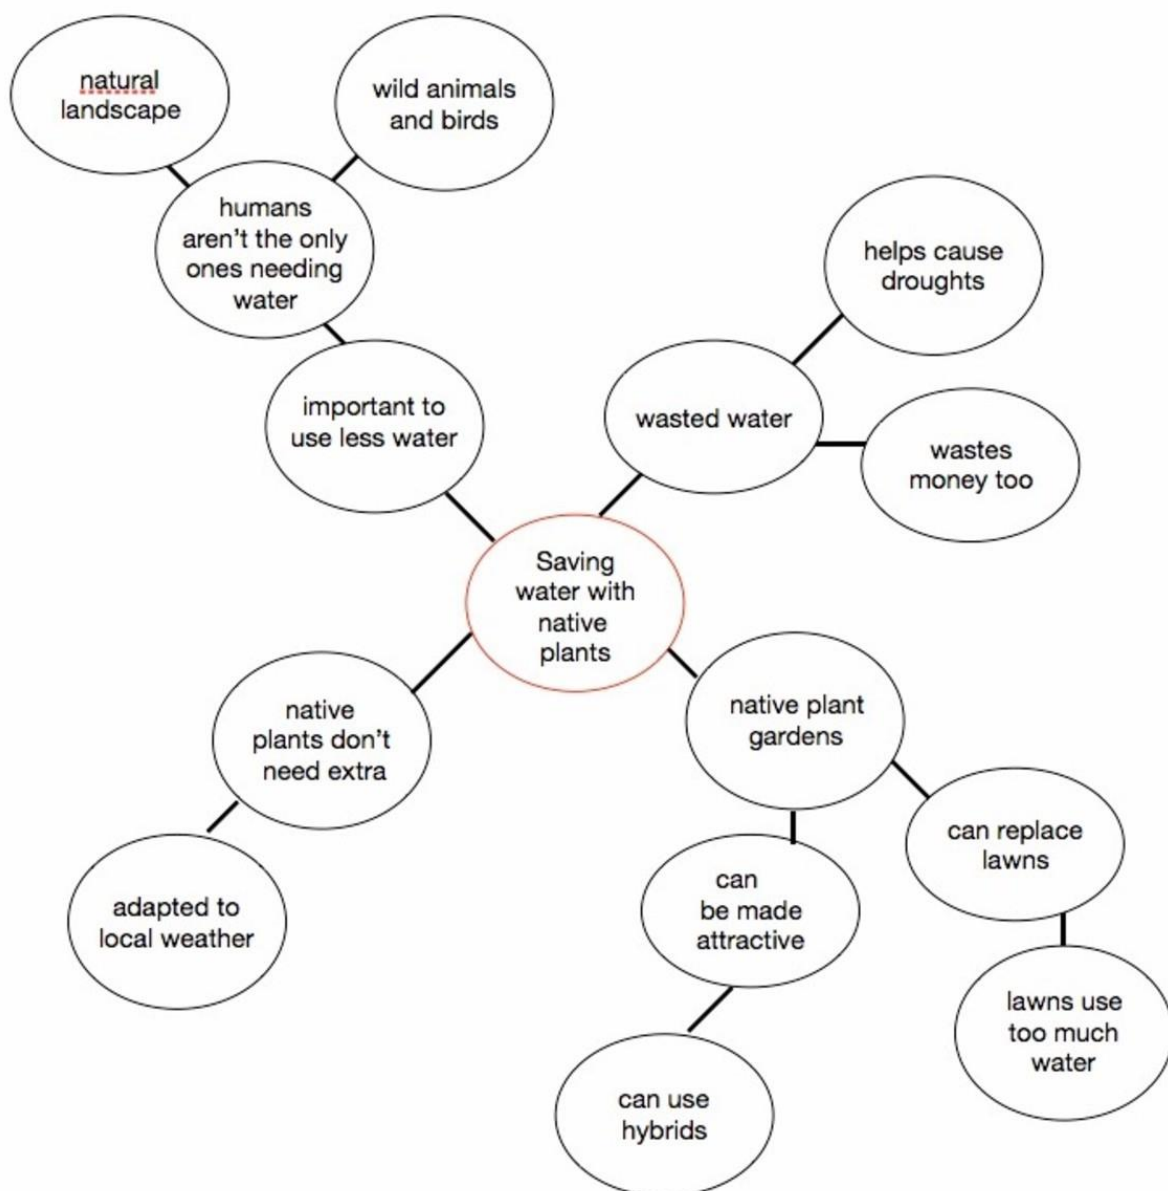 natural
landscape
wild animals
and birds
humans
aren't the only
ones needing
water
important to
use less water
helps cause
droughts
wasted water
wastes
money too
Saving
water with
native
plants
native
plants don't
need extra
adapted to
local weather
native plant
gardens
can replace
lawns
can
be made
attractive
lawns use
too much
water
can use
hybrids